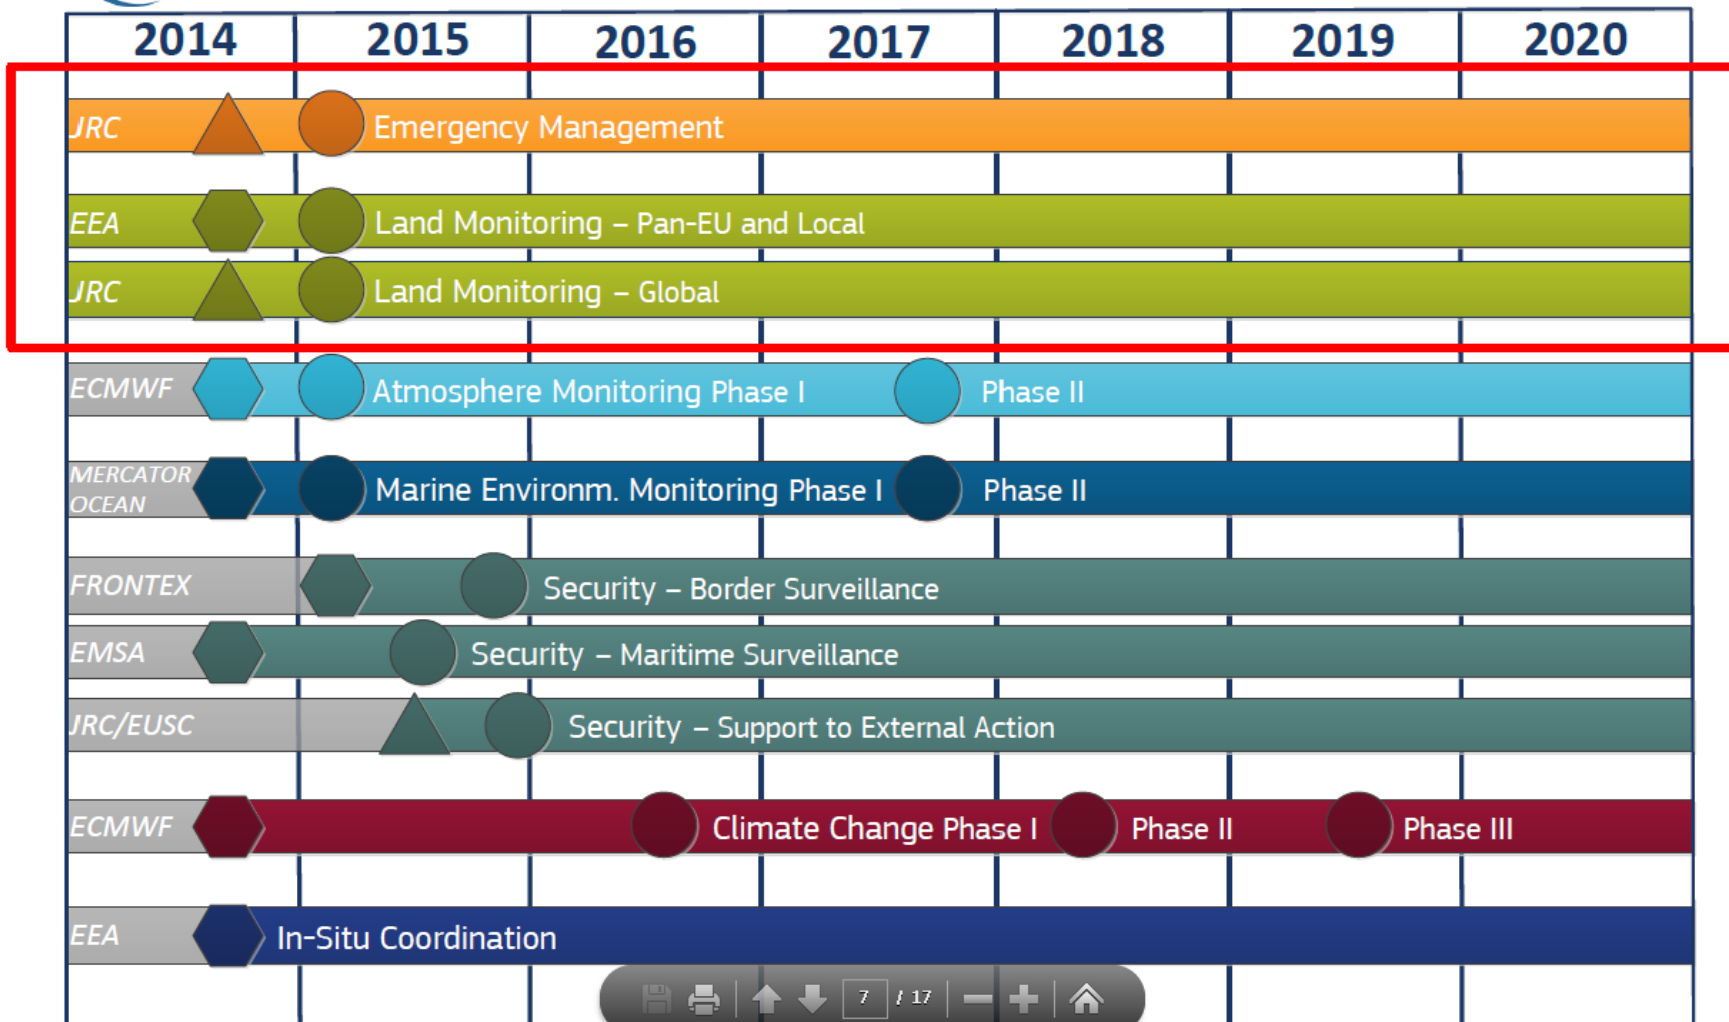 2014 2015 2016 2017 2018 2019 2020
JRC Emergency Management
EEA Land Monitoring – Pan-EU and Local
JRC Land Monitoring – Global
ECMWF Atmosphere Monitoring Phase I Phase II
MERCATOR
OCEAN Marine Environm. Monitoring Phase I Phase II
FRONTEX Security – Border Surveillance
EMSA Security – Maritime Surveillance
JRC/EUSC Security – Support to External Action
ECMWF Climate Change Phase I Phase II Phase III
EEA In-Situ Coordination
7 / 17